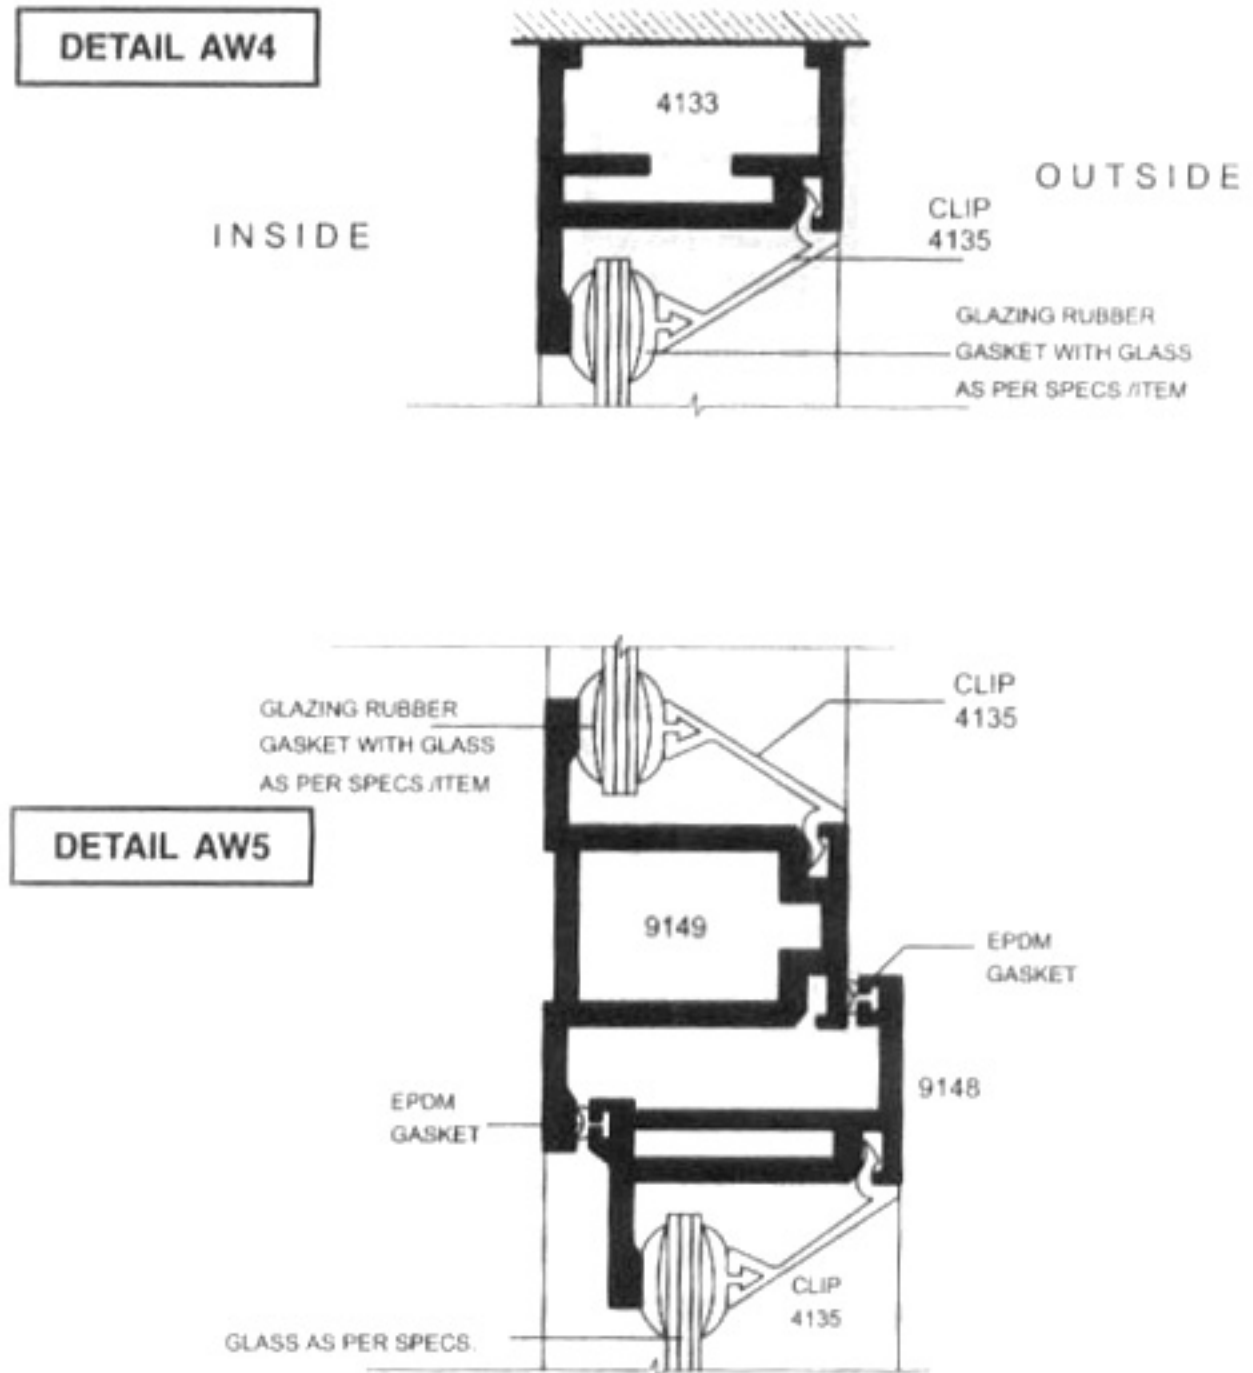 DETAIL AW4
4133
OUTSIDE
INSIDE
CLIP
4135
GLAZING RUBBER
GASKET WITH GLASS
AS PER SPECS /ITEM
CLIP
4135
GLAZING RUBBER
GASKET WITH GLASS
AS PER SPECS /ITEM
DETAIL AW5
9149
EPDM
GASKET
9148
EPDM
GASKET
CLIP
4135
GLASS AS PER SPECS.